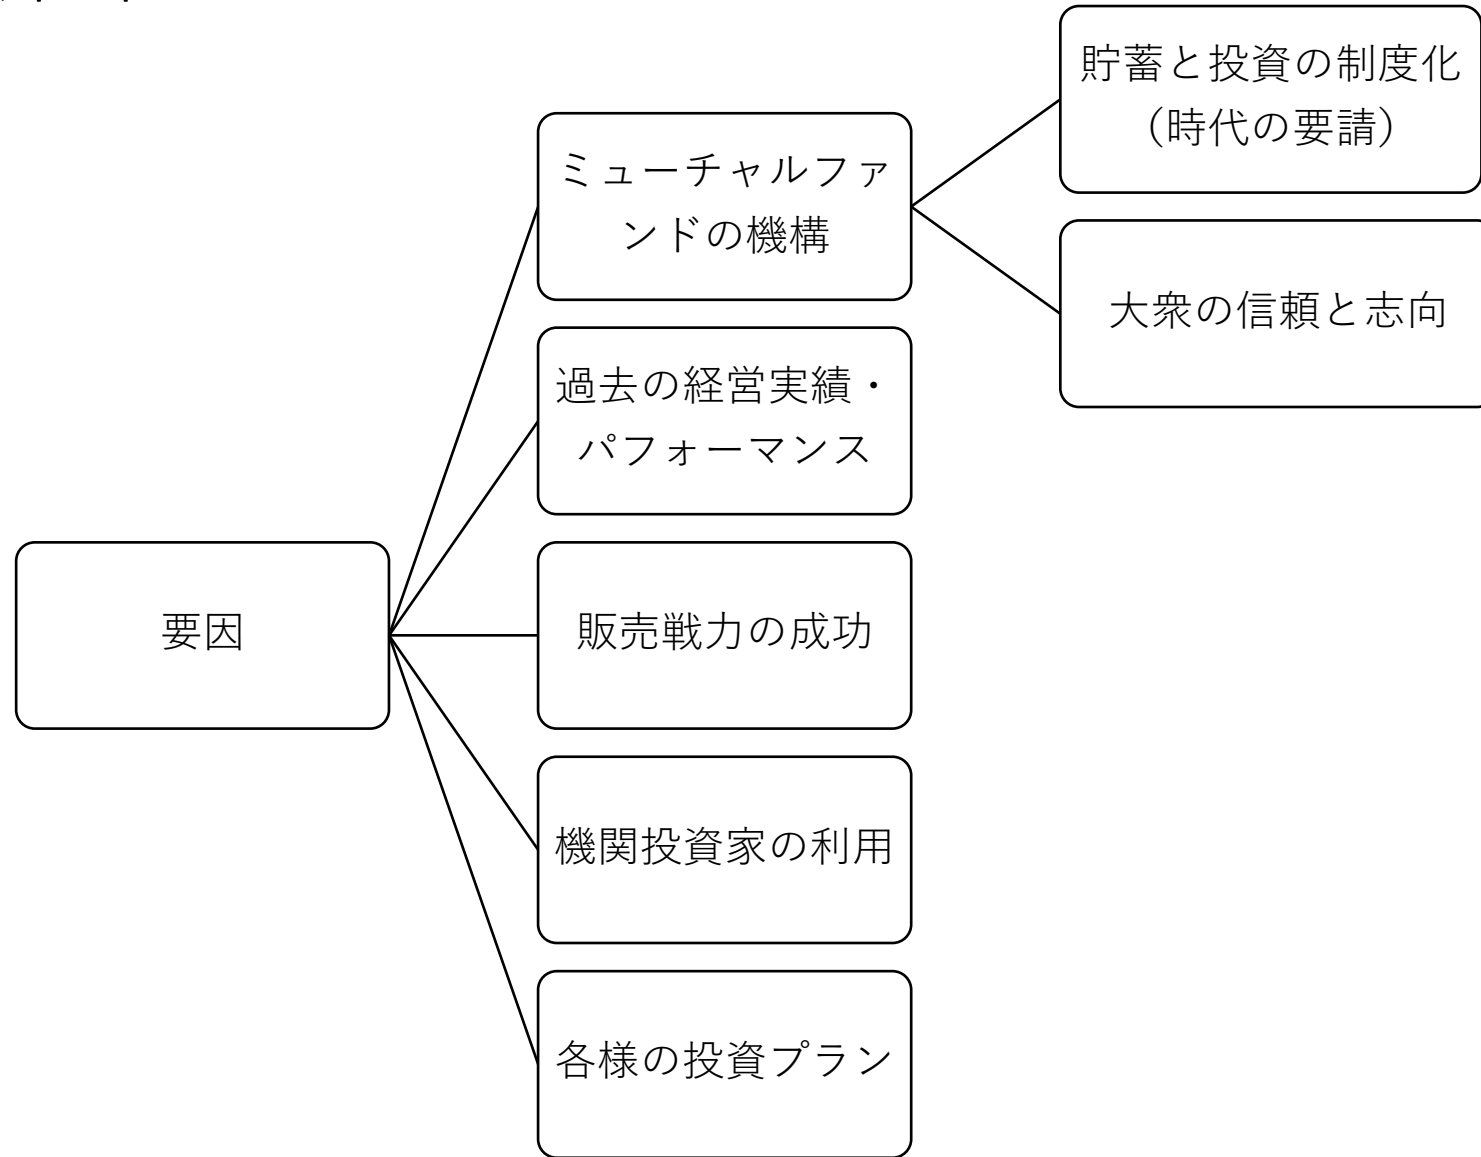 貯蓄と投資の制度化
（時代の要請）
ミューチャルファ
ンドの機構
大衆の信頼と志向
過去の経営実績・
パフォーマンス
要因
販売戦力の成功
機関投資家の利用
各様の投資プラン